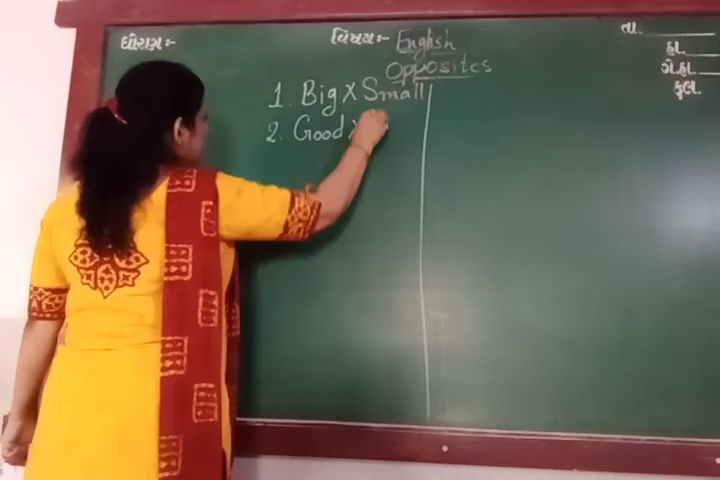 ધોરણ:-
વિષય:- English
તા.
Opposites
હા.
ગે.હા.
કુલ.
1. Big X Small
2. Good